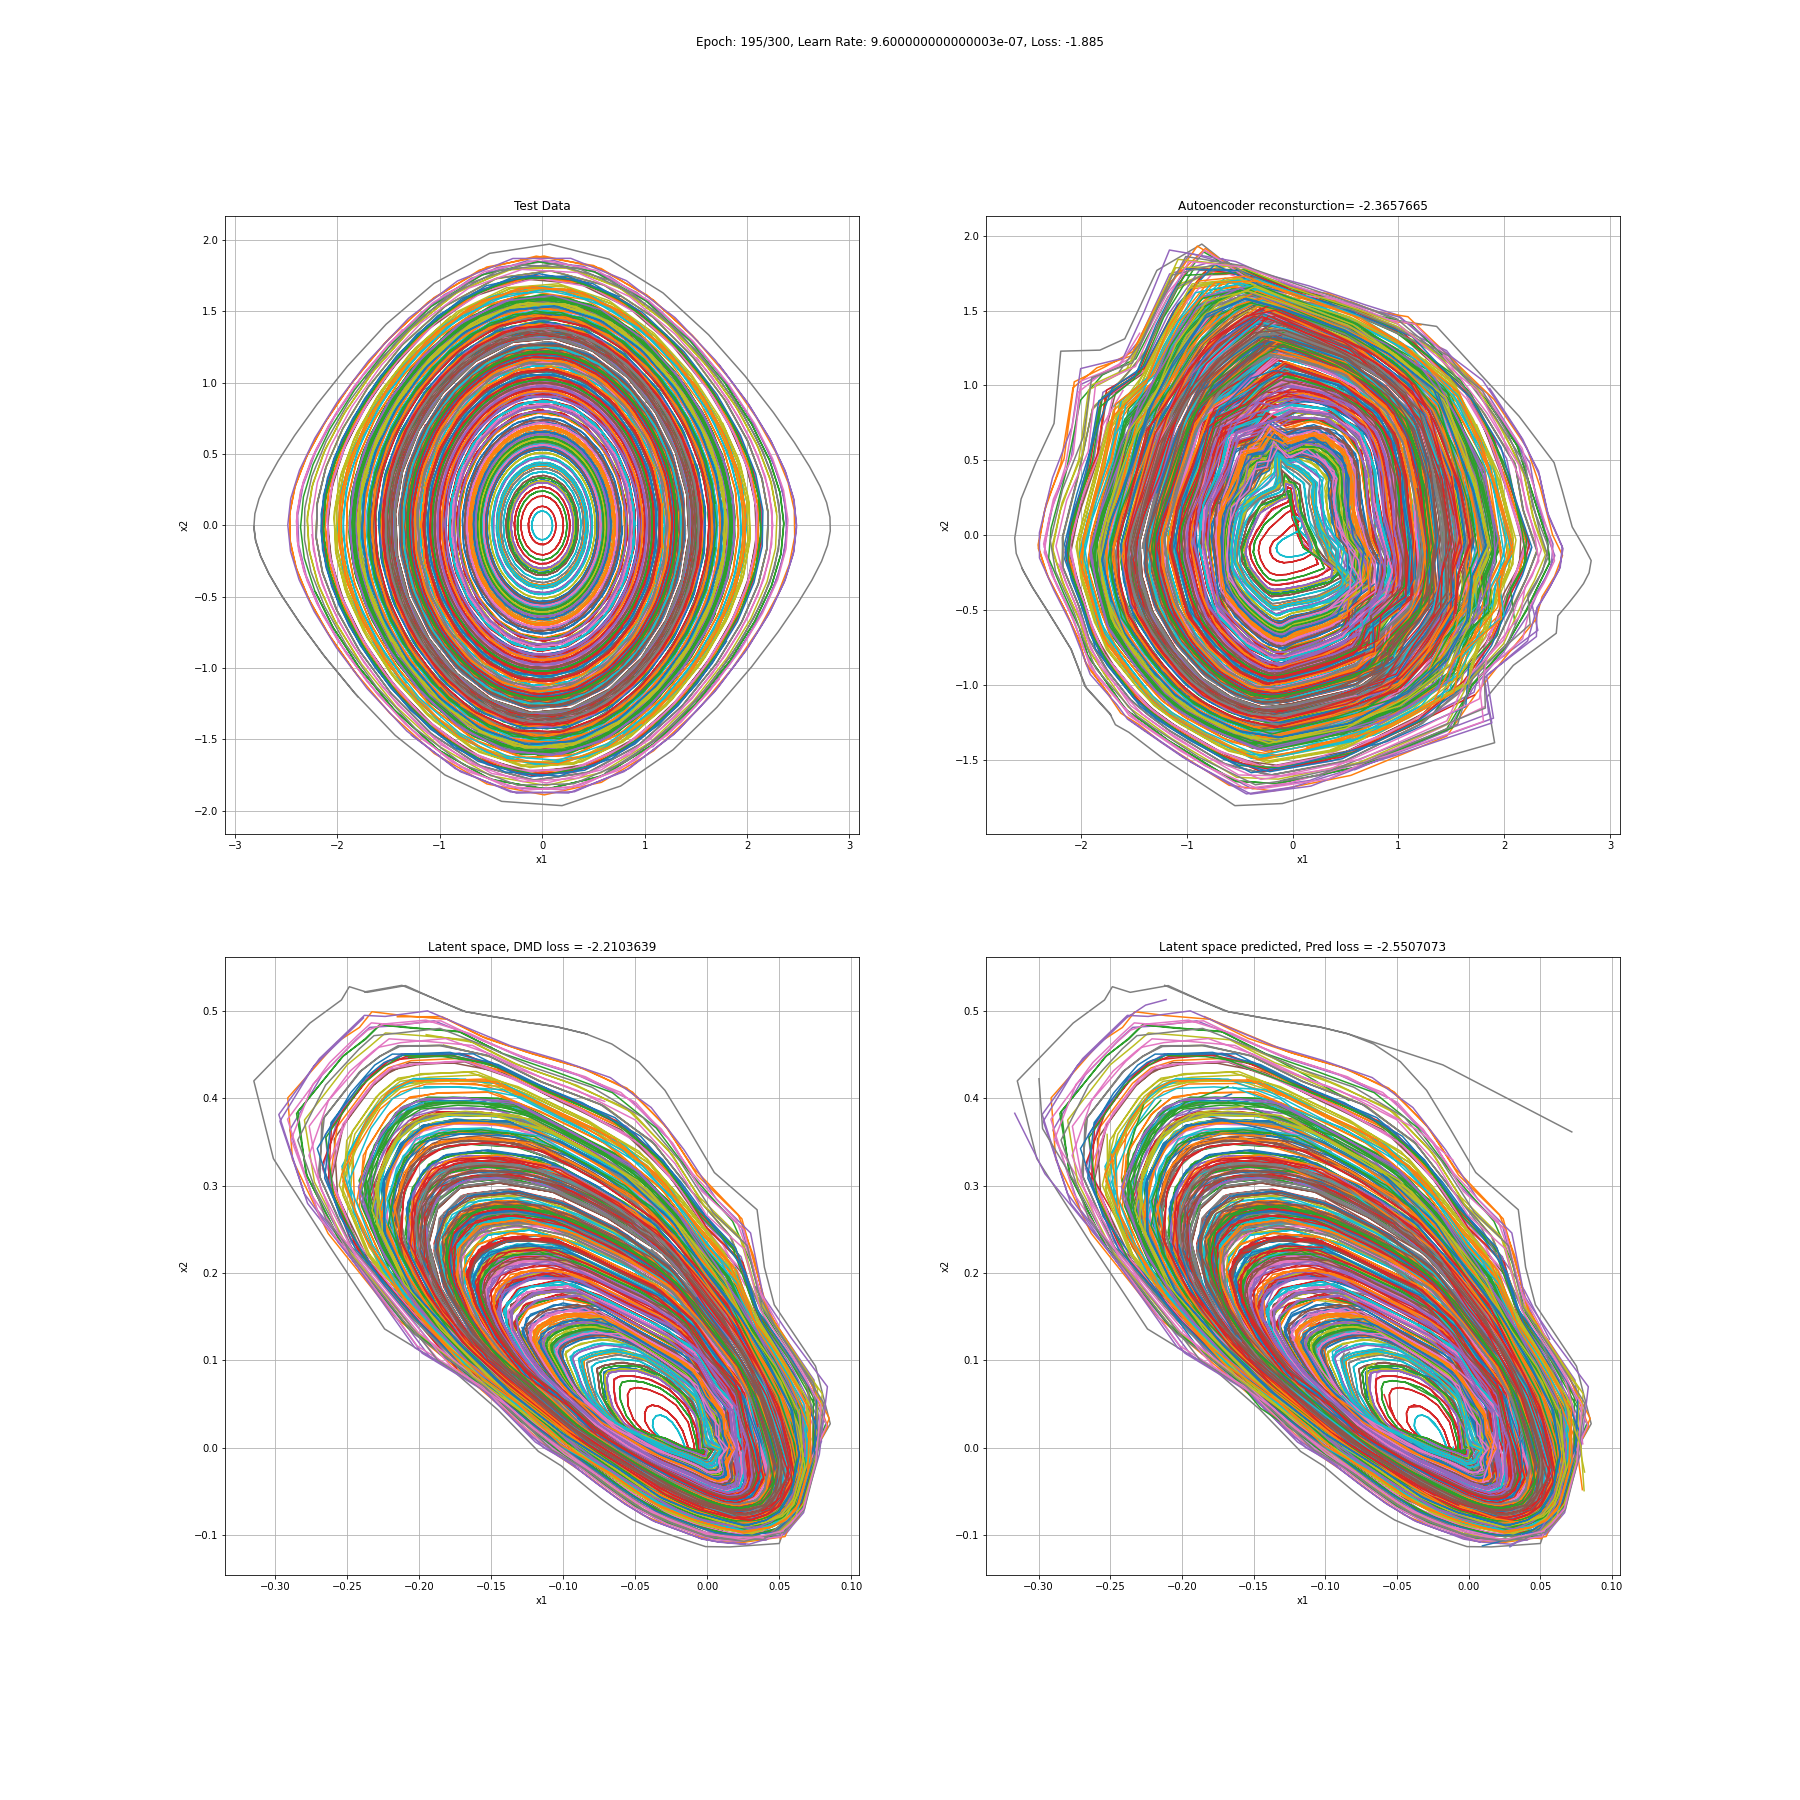 Epoch: 195/300, Learn Rate: 9.600000000000003e-07, Loss: -1.885
Test Data
2.0
1.5
1.0
0.5
0.0
−0.5
−1.0
−1.5
−2.0
x2
−3 −2 −1 0 1 2 3
x1
Autoencoder reconsturction= -2.3657665
2.0
1.5
1.0
0.5
0.0
−0.5
−1.0
−1.5
x2
−2 −1 0 1 2 3
x1
Latent space, DMD loss = -2.2103639
0.5
0.4
0.3
0.2
0.1
0.0
−0.1
x2
−0.30 −0.25 −0.20 −0.15 −0.10 −0.05 0.00 0.05 0.10
x1
Latent space predicted, Pred loss = -2.5507073
0.5
0.4
0.3
0.2
0.1
0.0
−0.1
x2
−0.30 −0.25 −0.20 −0.15 −0.10 −0.05 0.00 0.05 0.10
x1